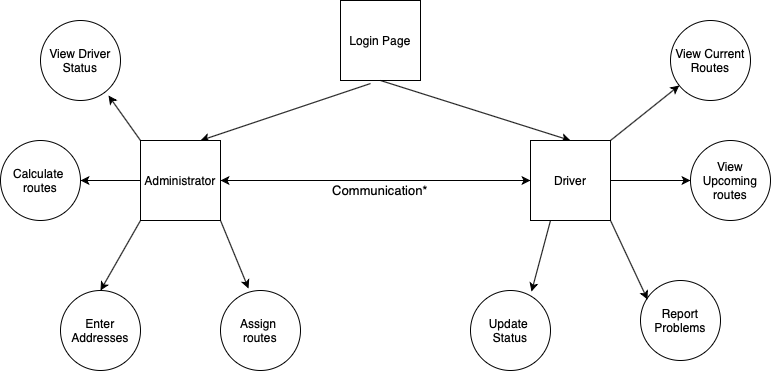 Login Page
View Driver
Status
View Current
Routes
Calculate
routes
Administrator
Communication*
Driver
View
Upcoming
routes
Enter
Addresses
Assign
routes
Update
Status
Report
Problems